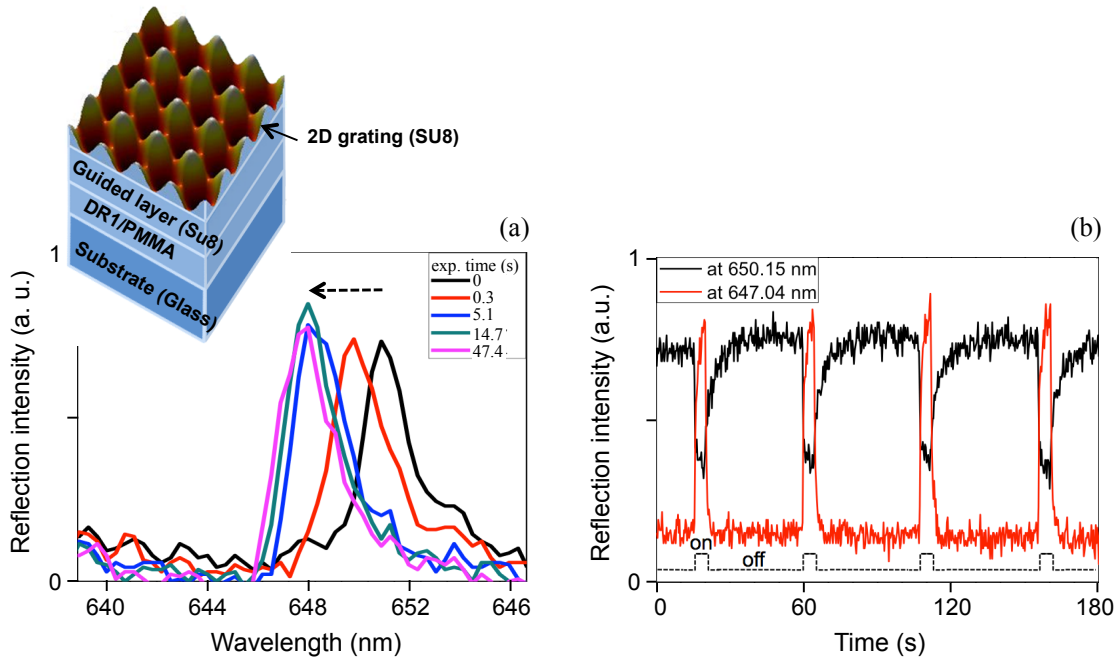 2D grating (SU8)
Guided layer (Su8)
DR1/PMMA
Substrate (Glass)
(a)
1
exp. time (s)
0
0.3
5.1
14.7
47.4
Reflection intensity (a. u.)
0
640
644
648
652
646
Wavelength (nm)
(b)
1
at 650.15 nm
at 647.04 nm
Reflection intensity (a.u.)
on
off
0
0
60
120
180
Time (s)